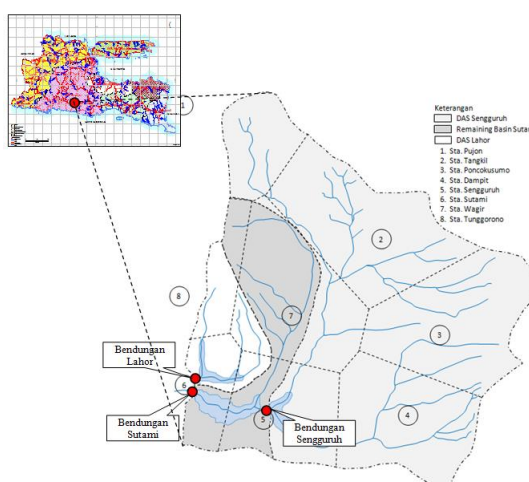 Keterangan
DAS Sengguruh
Remaining Basin Sutami
DAS Lahor
1. Sta. Pujon
2. Sta. Tangkil
3. Sta. Poncokusumo
4. Sta. Dampit
5. Sta. Sengguruh
6. Sta. Sutami
7. Sta. Wagir
8. Sta. Tunggorono
1
2
3
4
5
6
7
8
Bendungan
Lahor
Bendungan
Sutami
Bendungan
Sengguruh